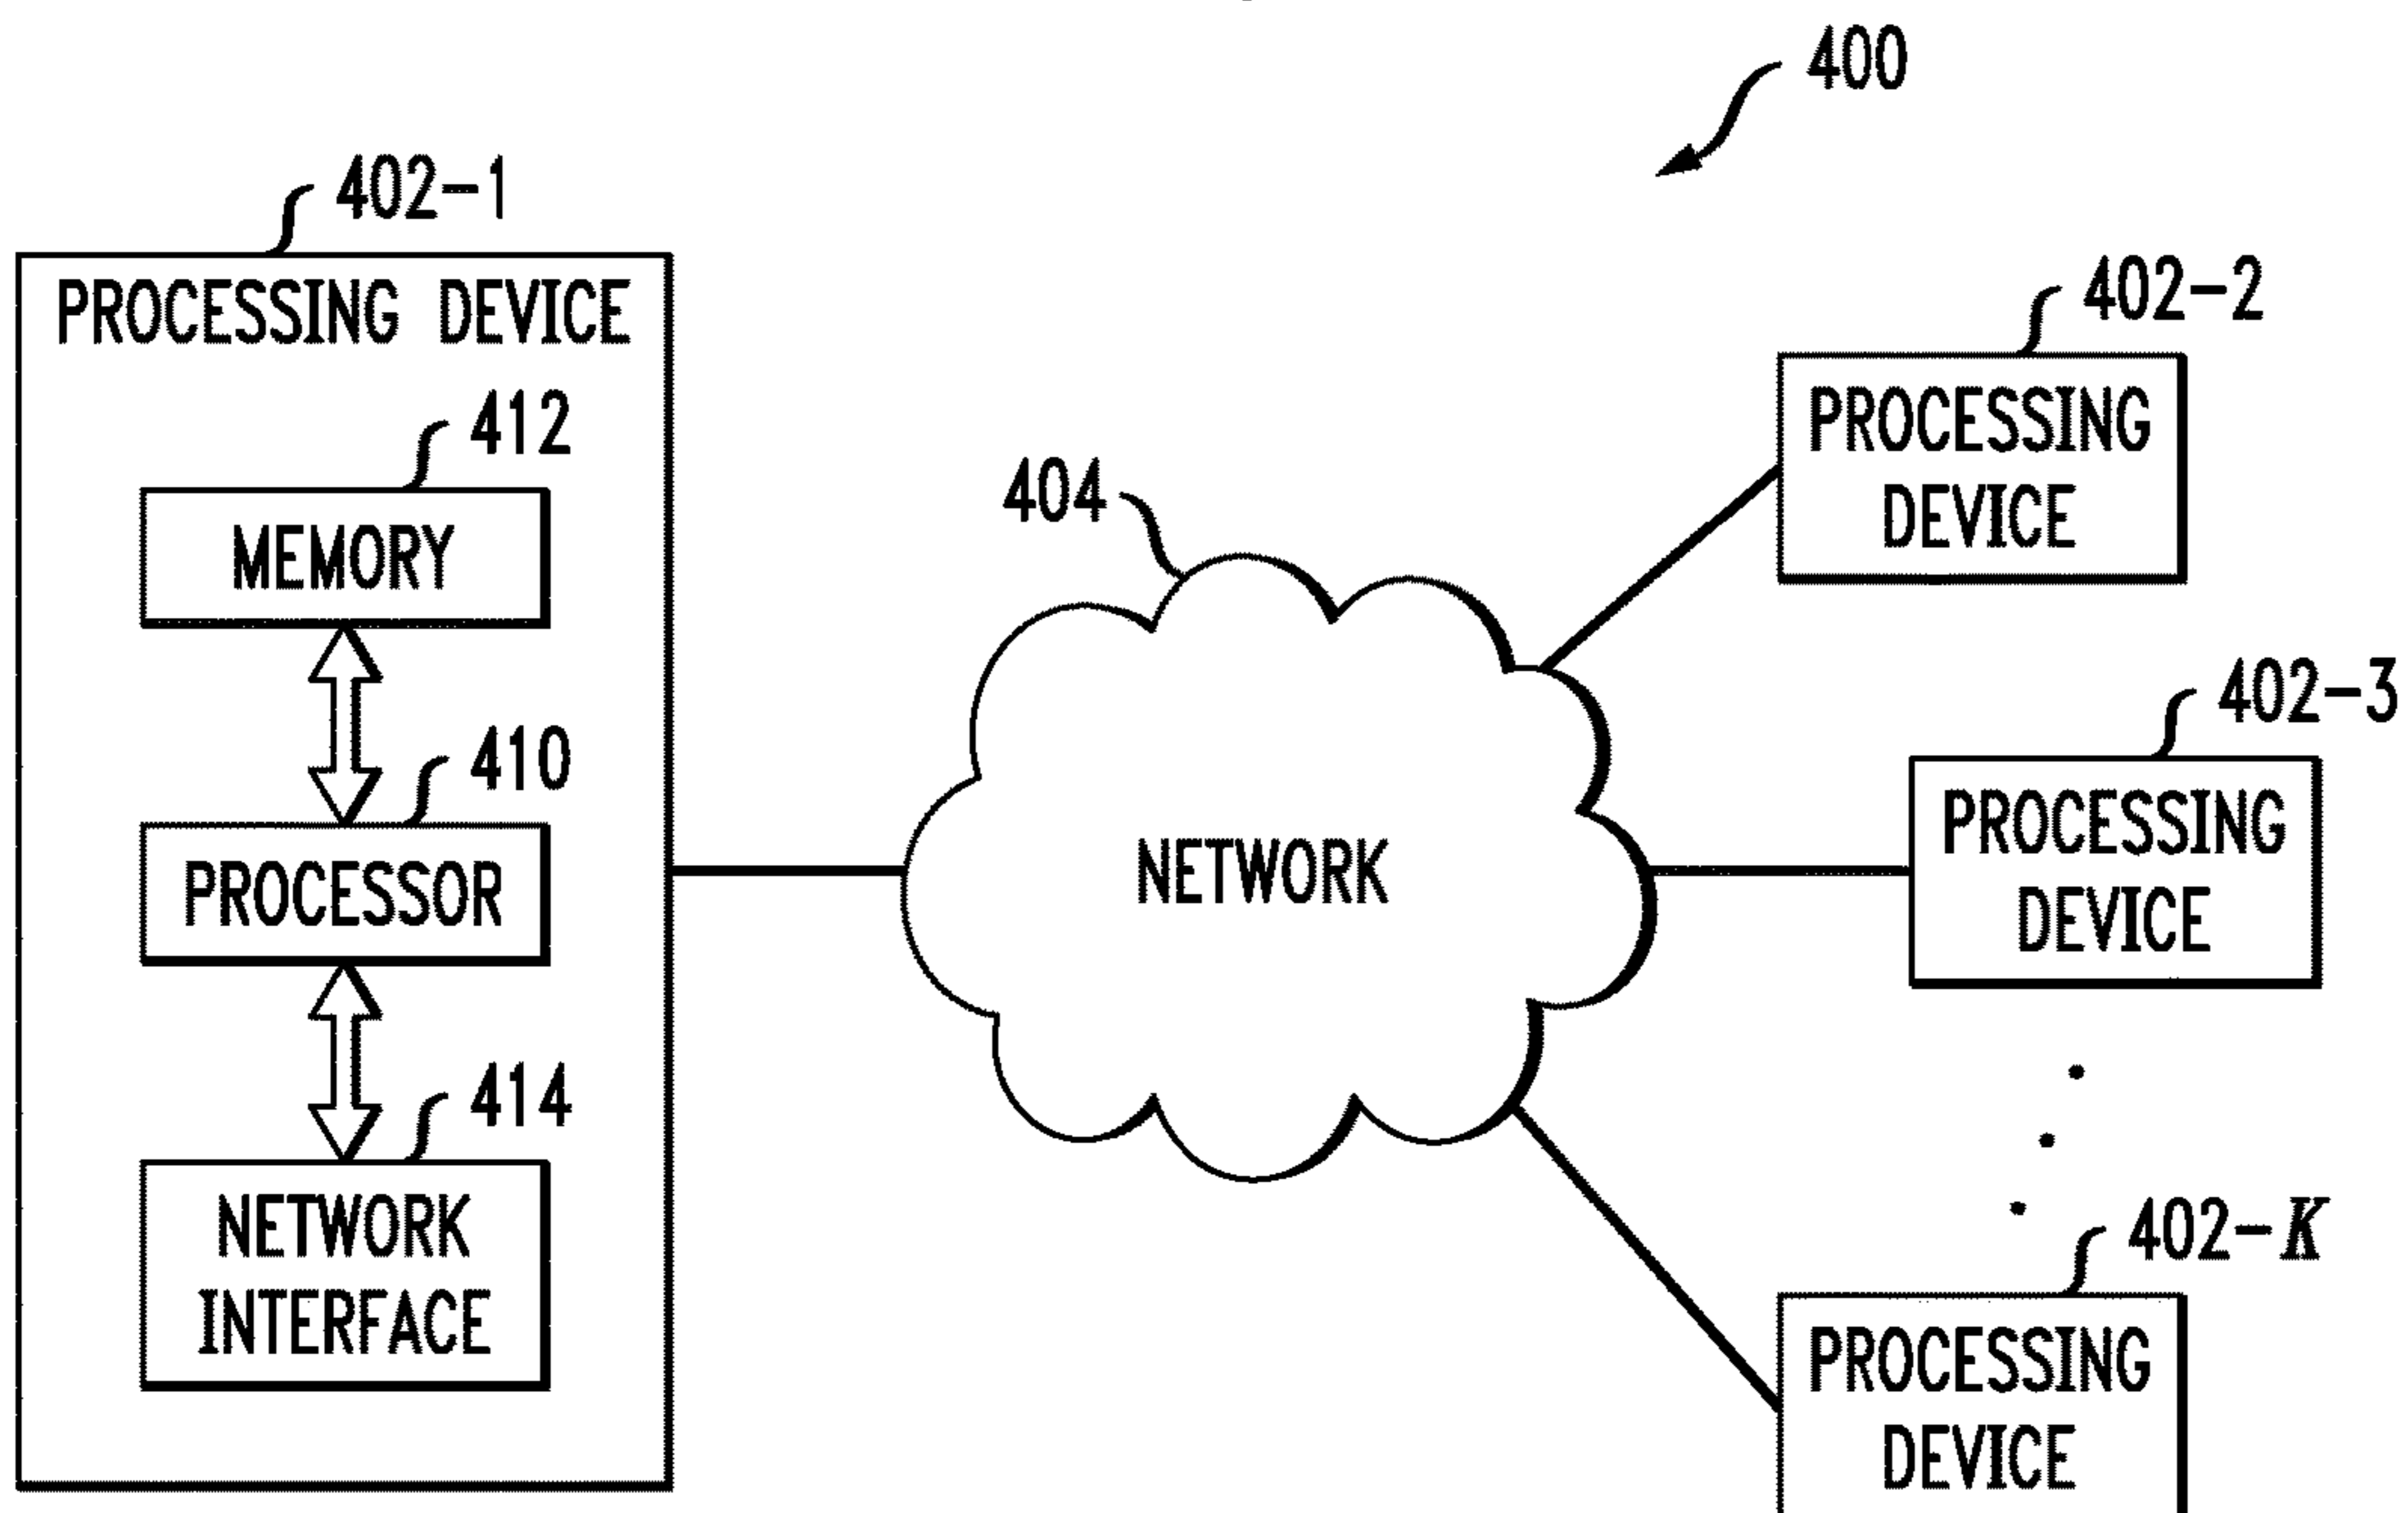 400
402-1
PROCESSING DEVICE
412
MEMORY
410
PROCESSOR
414
NETWORK
INTERFACE
404
NETWORK
402-2
PROCESSING
DEVICE
402-3
PROCESSING
DEVICE
402-K
PROCESSING
DEVICE